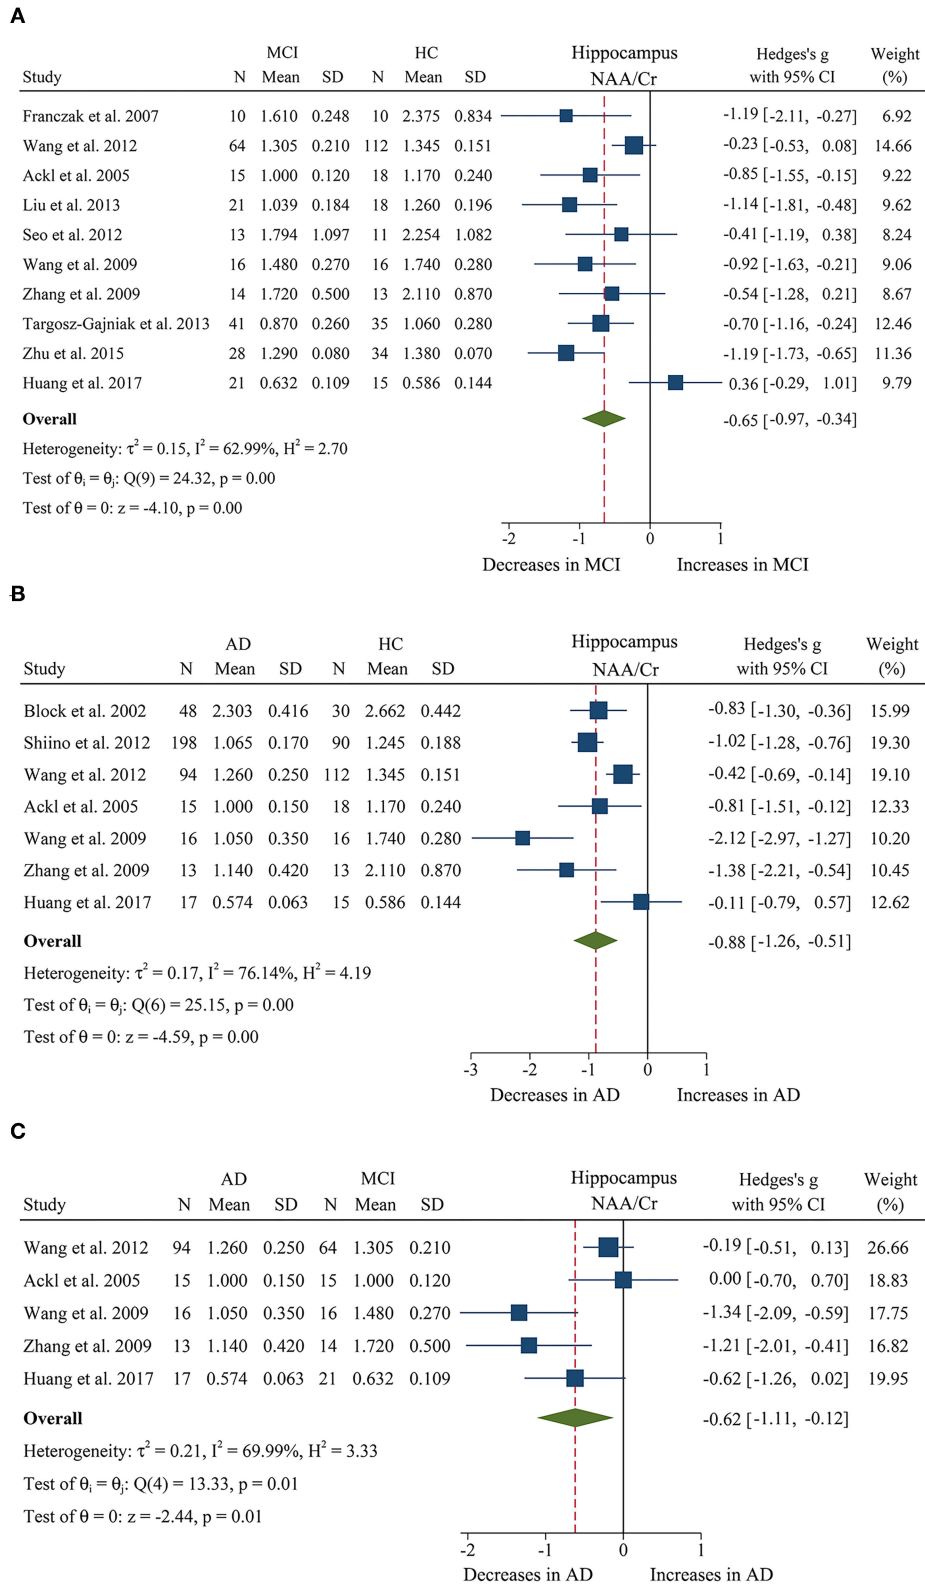 A
MCI HC Hippocampus Hedges's g Weight
Study N Mean SD N Mean SD NAA/Cr with 95% CI (%)
Franczak et al. 2007 10 1.610 0.248 10 2.375 0.834 -1.19 [-2.11, -0.27] 6.92
Wang et al. 2012 64 1.305 0.210 112 1.345 0.151 -0.23 [-0.53, 0.08] 14.66
Ackl et al. 2005 15 1.000 0.120 18 1.170 0.240 -0.85 [-1.55, -0.15] 9.22
Liu et al. 2013 21 1.039 0.184 18 1.260 0.196 -1.14 [-1.81, -0.48] 9.62
Seo et al. 2012 13 1.794 1.097 11 2.254 1.082 -0.41 [-1.19, 0.38] 8.24
Wang et al. 2009 16 1.480 0.270 16 1.740 0.280 -0.92 [-1.63, -0.21] 9.06
Zhang et al. 2009 14 1.720 0.500 13 2.110 0.870 -0.54 [-1.28, 0.21] 8.67
Targosz-Gajniak et al. 2013 41 0.870 0.260 35 1.060 0.280 -0.70 [-1.16, -0.24] 12.46
Zhu et al. 2015 28 1.290 0.080 34 1.380 0.070 -1.19 [-1.73, -0.65] 11.36
Huang et al. 2017 21 0.632 0.109 15 0.586 0.144 0.36 [-0.29, 1.01] 9.79
Overall -0.65 [-0.97, -0.34]
Heterogeneity: τ² = 0.15, I² = 62.99%, H² = 2.70
Test of θi = θj: Q(9) = 24.32, p = 0.00
Test of θ = 0: z = -4.10, p = 0.00
-2 -1 0 1
Decreases in MCI Increases in MCI
B
AD HC Hippocampus Hedges's g Weight
Study N Mean SD N Mean SD NAA/Cr with 95% CI (%)
Block et al. 2002 48 2.303 0.416 30 2.662 0.442 -0.83 [-1.30, -0.36] 15.99
Shiino et al. 2012 198 1.065 0.170 90 1.245 0.188 -1.02 [-1.28, -0.76] 19.30
Wang et al. 2012 94 1.260 0.250 112 1.345 0.151 -0.42 [-0.69, -0.14] 19.10
Ackl et al. 2005 15 1.000 0.150 18 1.170 0.240 -0.81 [-1.51, -0.12] 12.33
Wang et al. 2009 16 1.050 0.350 16 1.740 0.280 -2.12 [-2.97, -1.27] 10.20
Zhang et al. 2009 13 1.140 0.420 13 2.110 0.870 -1.38 [-2.21, -0.54] 10.45
Huang et al. 2017 17 0.574 0.063 15 0.586 0.144 -0.11 [-0.79, 0.57] 12.62
Overall -0.88 [-1.26, -0.51]
Heterogeneity: τ² = 0.17, I² = 76.14%, H² = 4.19
Test of θi = θj: Q(6) = 25.15, p = 0.00
Test of θ = 0: z = -4.59, p = 0.00
-3 -2 -1 0 1
Decreases in AD Increases in AD
C
AD MCI Hippocampus Hedges's g Weight
Study N Mean SD N Mean SD NAA/Cr with 95% CI (%)
Wang et al. 2012 94 1.260 0.250 64 1.305 0.210 -0.19 [-0.51, 0.13] 26.66
Ackl et al. 2005 15 1.000 0.150 15 1.000 0.120 0.00 [-0.70, 0.70] 18.83
Wang et al. 2009 16 1.050 0.350 16 1.480 0.270 -1.34 [-2.09, -0.59] 17.75
Zhang et al. 2009 13 1.140 0.420 14 1.720 0.500 -1.21 [-2.01, -0.41] 16.82
Huang et al. 2017 17 0.574 0.063 21 0.632 0.109 -0.62 [-1.26, 0.02] 19.95
Overall -0.62 [-1.11, -0.12]
Heterogeneity: τ² = 0.21, I² = 69.99%, H² = 3.33
Test of θi = θj: Q(4) = 13.33, p = 0.01
Test of θ = 0: z = -2.44, p = 0.01
-2 -1 0 1
Decreases in AD Increases in AD